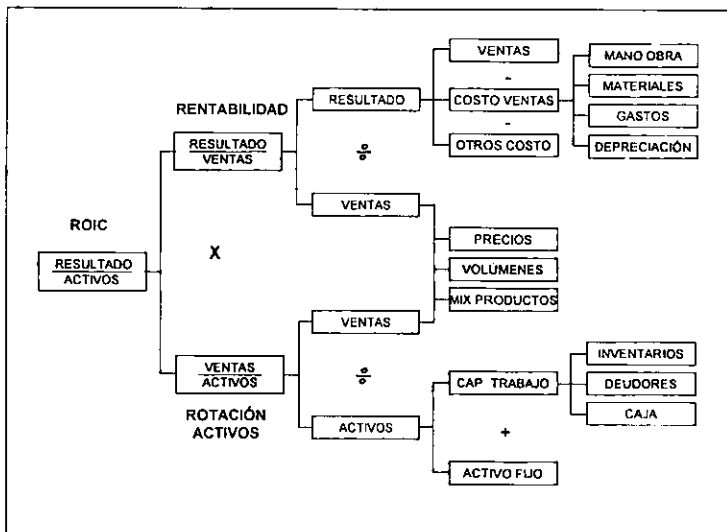 VENTAS
MANO OBRA
-
MATERIALES
RENTABILIDAD
RESULTADO
COSTO VENTAS
GASTOS
-
RESULTADO
VENTAS
÷
OTROS COSTO
DEPRECIACIÓN
VENTAS
ROIC
PRECIOS
X
RESULTADO
ACTIVOS
VOLÚMENES
MIX PRODUCTOS
VENTAS
INVENTARIOS
VENTAS
ACTIVOS
÷
CAP TRABAJO
DEUDORES
ROTACIÓN
ACTIVOS
ACTIVOS
CAJA
+
ACTIVO FIJO